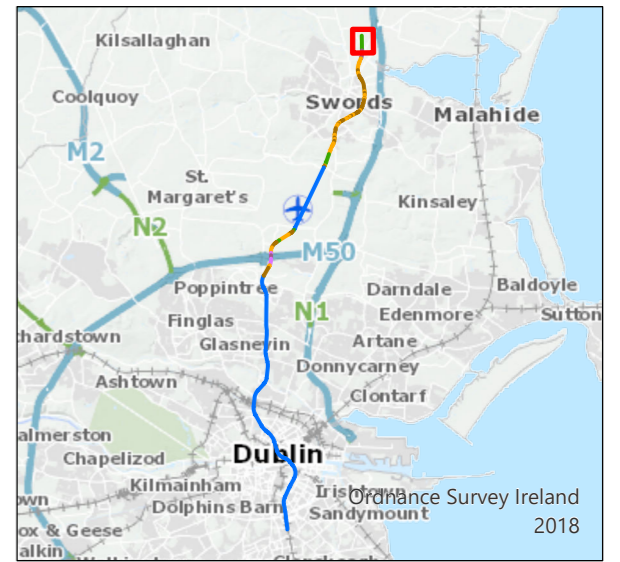 Kilsallaghan
Coolquoy
Swords
Malahide
M2
St.
Margaret's
Kinsaley
N2
M50
Poppintree
Darndale
Baldoyle
N1
Edenmore
Sutton
Finglas
chardstown
Glasnevin
Artane
Donnycarney
Ashtown
Clontarf
almerston
Dublin
Chapelizod
Kilmainham
Irishtown
Ordnance Survey Ireland
Dolphins Barn
Sandymount
2018
own
ox & Geese
alkin